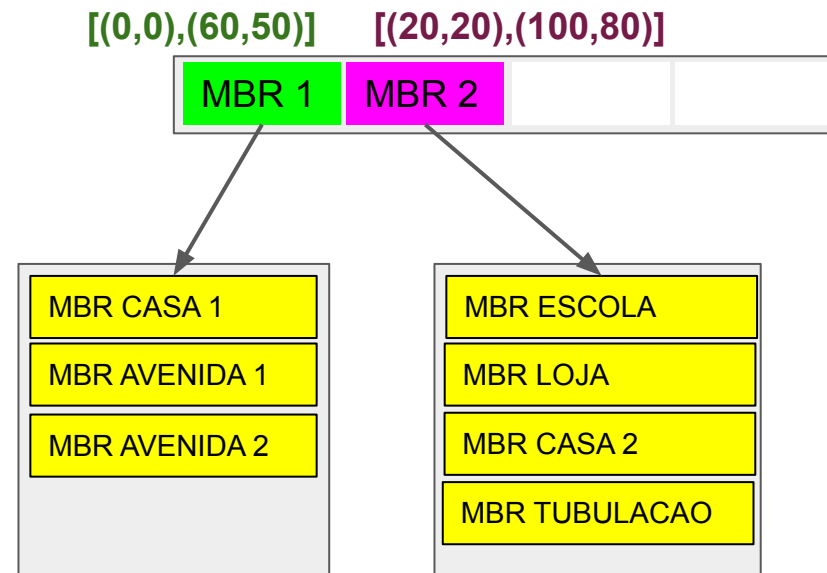 [(0,0),(60,50)] [(20,20),(100,80)]
MBR 1 MBR 2
MBR CASA 1
MBR AVENIDA 1
MBR AVENIDA 2
MBR ESCOLA
MBR LOJA
MBR CASA 2
MBR TUBULACAO